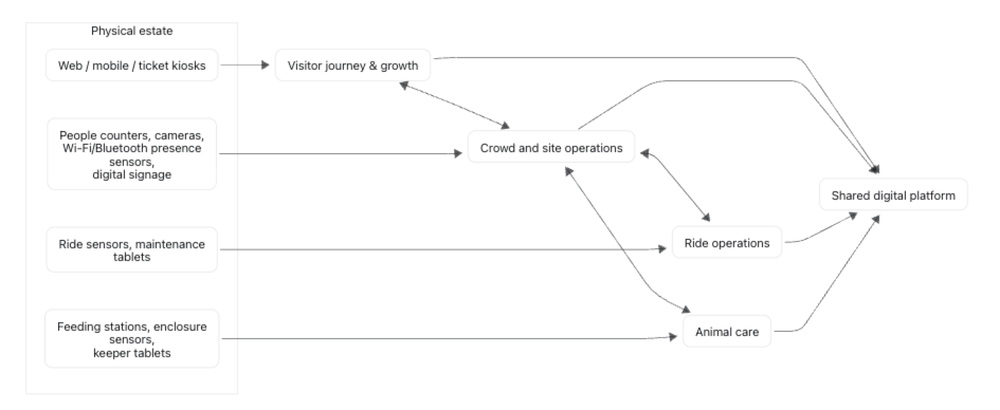 Physical estate
Web / mobile / ticket kiosks
Visitor journey & growth
People counters, cameras,
Wi-Fi/Bluetooth presence
sensors,
digital signage
Crowd and site operations
Shared digital platform
Ride sensors, maintenance
tablets
Ride operations
Feeding stations, enclosure
sensors,
keeper tablets
Animal care